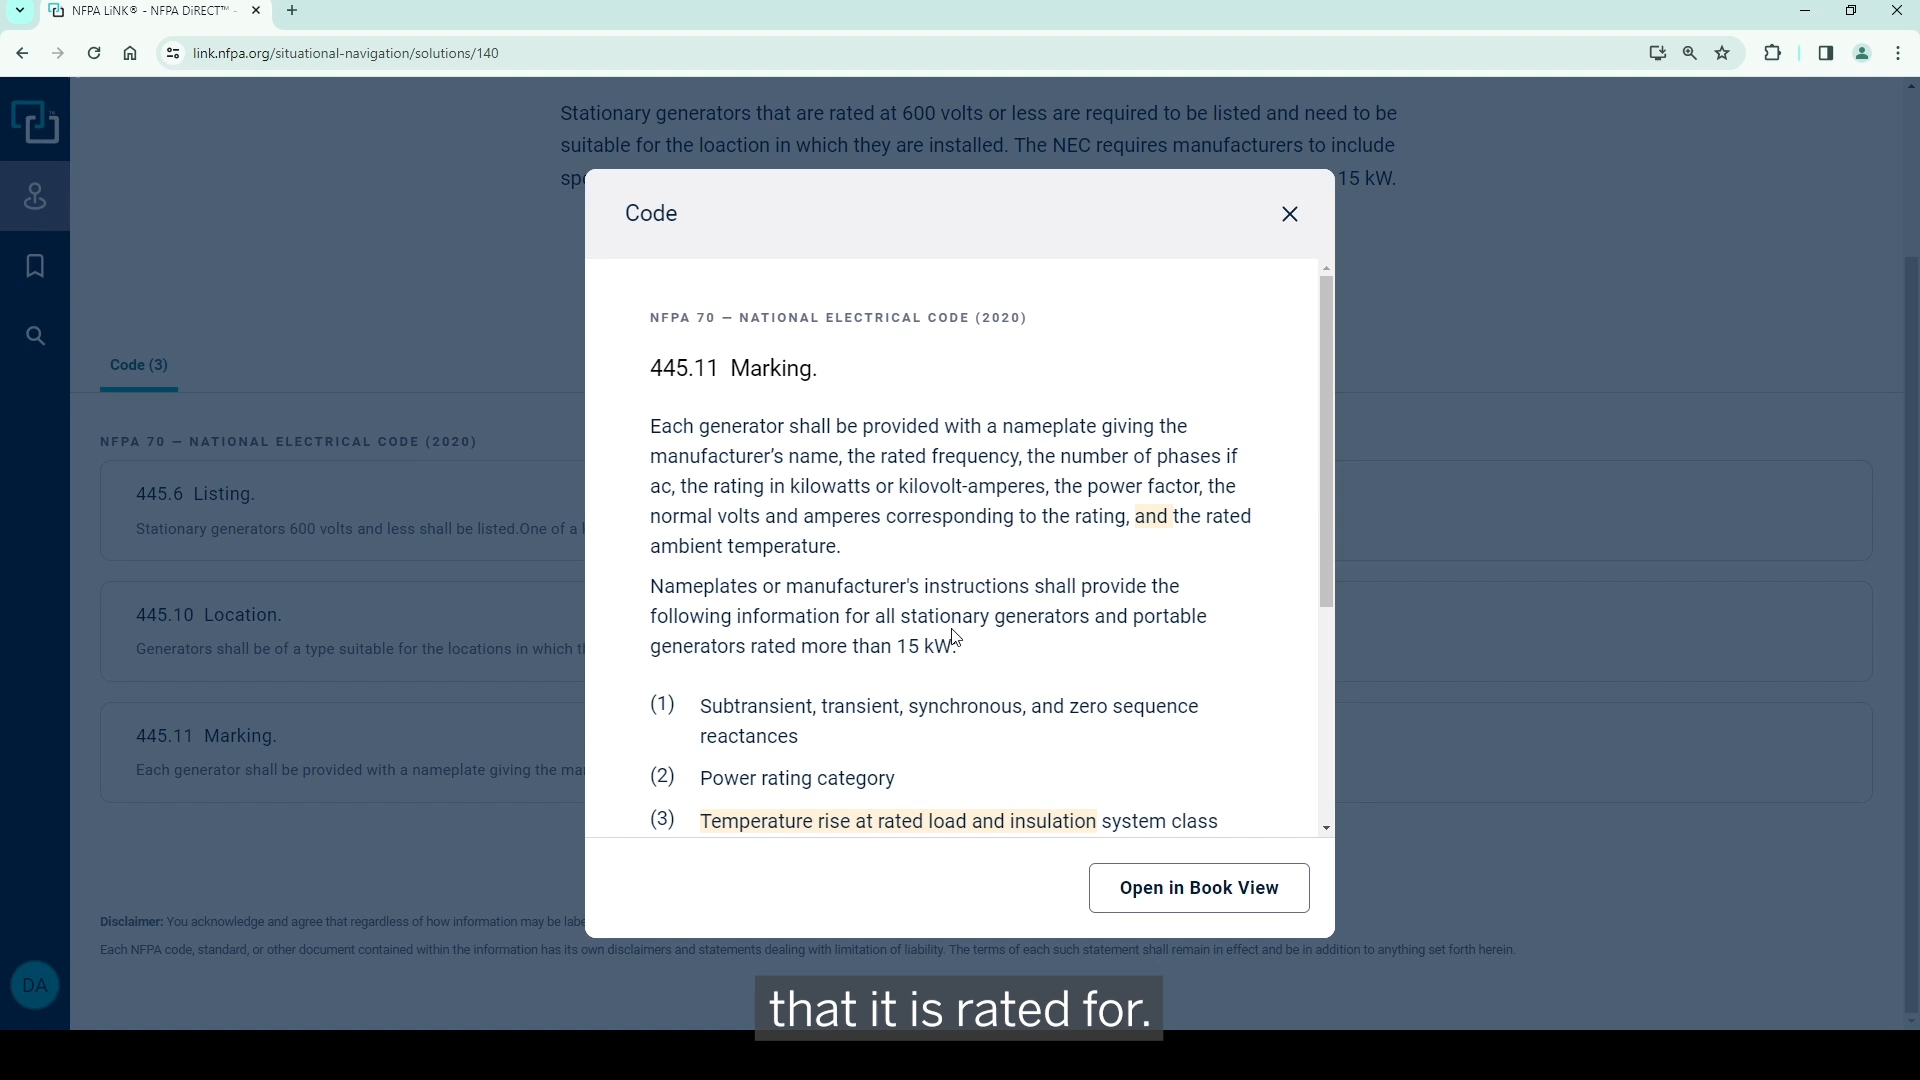 NFPA LiNK® - NFPA DiRECT™ -
link.nfpa.org/situational-navigation/solutions/140
Stationary generators that are rated at 600 volts or less are required to be listed and need to be
suitable for the loaction in which they are installed. The NEC requires manufacturers to include
15 kW.
Code
NFPA 70 — NATIONAL ELECTRICAL CODE (2020)
445.11 Marking.
Each generator shall be provided with a nameplate giving the
manufacturer's name, the rated frequency, the number of phases if
ac, the rating in kilowatts or kilovolt-amperes, the power factor, the
normal volts and amperes corresponding to the rating, and the rated
ambient temperature.
Nameplates or manufacturer's instructions shall provide the
following information for all stationary generators and portable
generators rated more than 15 kW:
(1) Subtransient, transient, synchronous, and zero sequence
reactances
(2) Power rating category
(3) Temperature rise at rated load and insulation system class
Open in Book View
Code (3)
NFPA 70 — NATIONAL ELECTRICAL CODE (2020)
445.6 Listing.
Stationary generators 600 volts and less shall be listed.One of a
445.10 Location.
Generators shall be of a type suitable for the locations in which
445.11 Marking.
Each generator shall be provided with a nameplate giving the
Disclaimer: You acknowledge and agree that regardless of how information may be
Each NFPA code, standard, or other document contained within the information has its own disclaimers and statements dealing with limitation of liability. The terms of each such statement shall remain in effect and be in addition to anything set forth herein.
DA
that it is rated for.